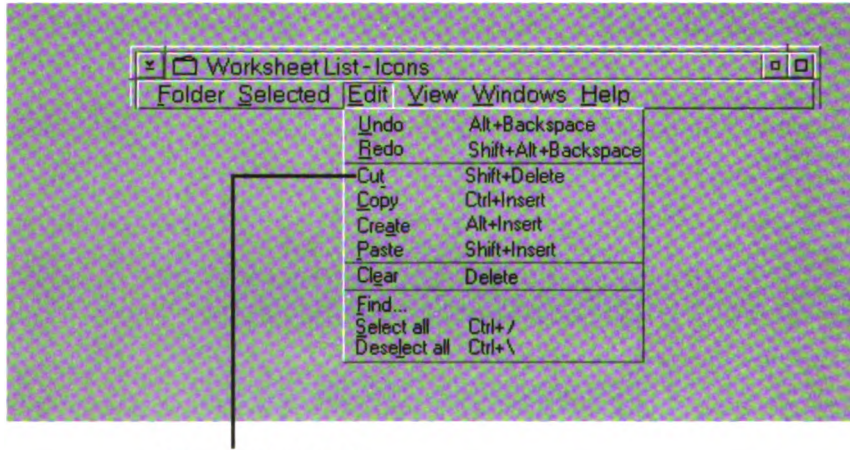 Worksheet List - Icons
Folder Selected Edit View Windows Help
Undo Alt+Backspace
Redo Shift+Alt+Backspace
Cut Shift+Delete
Copy Ctrl+Insert
Create Alt+Insert
Paste Shift+Insert
Clear Delete
Find...
Select all Ctrl+/
Deselect all Ctrl+\